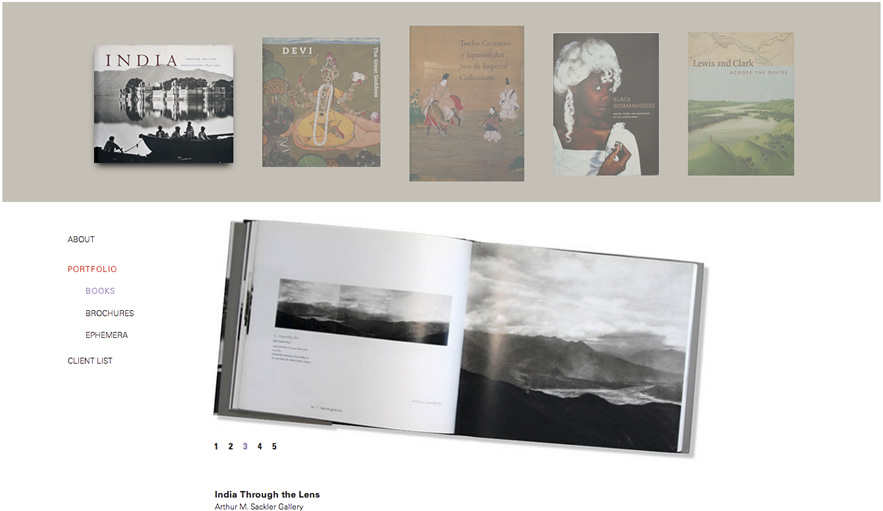 INDIA
DEVI
The Great Goddess
Twelve Centuries
of Japanese Art
from the Imperial
Collections
BLACK
WOMANHOOD
Lewis and Clark
ACROSS THE DIVIDE
ABOUT
PORTFOLIO
BOOKS
BROCHURES
EPHEMERA
CLIENT LIST
1 2 3 4 5
India Through the Lens
Arthur M. Sackler Gallery